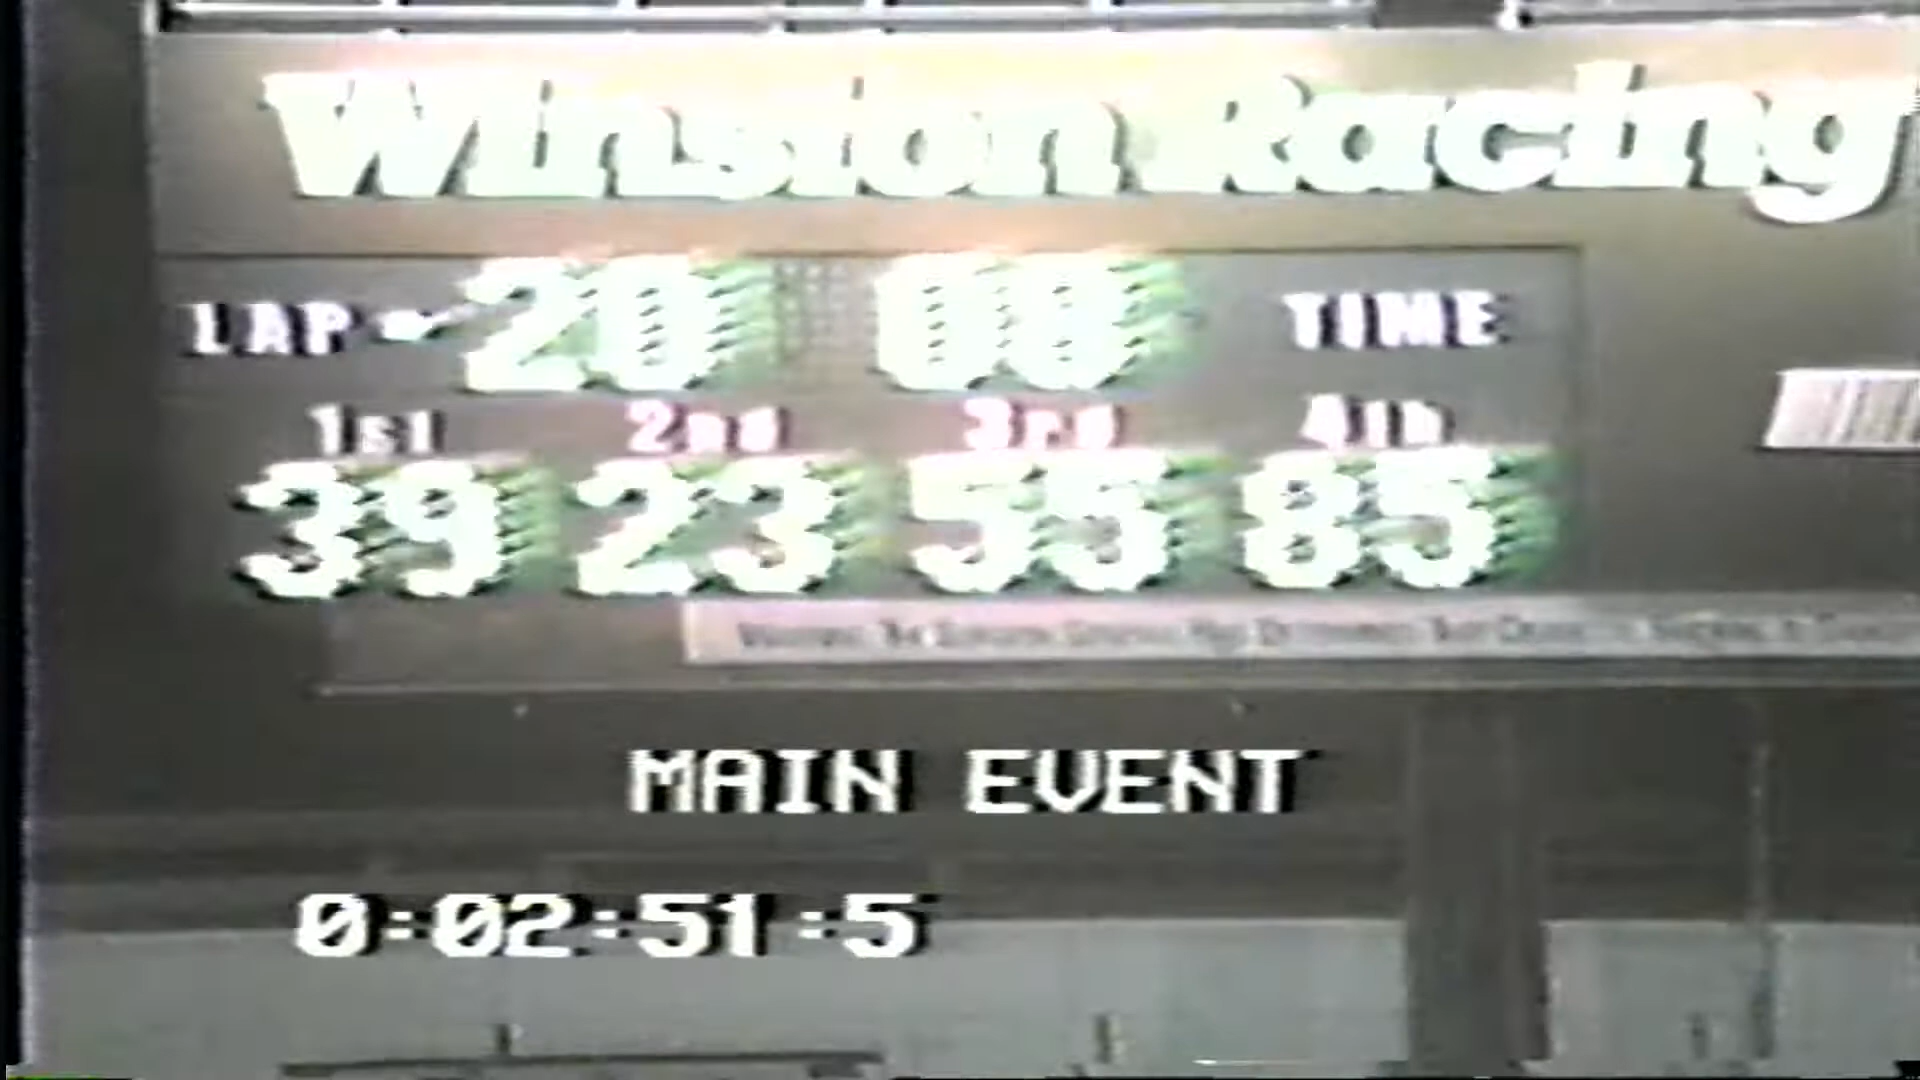 Winston Racing
LAP 20 00 TIME
1st 2nd 3rd 4th
39 23 55 85
MAIN EVENT
0:02:51:5